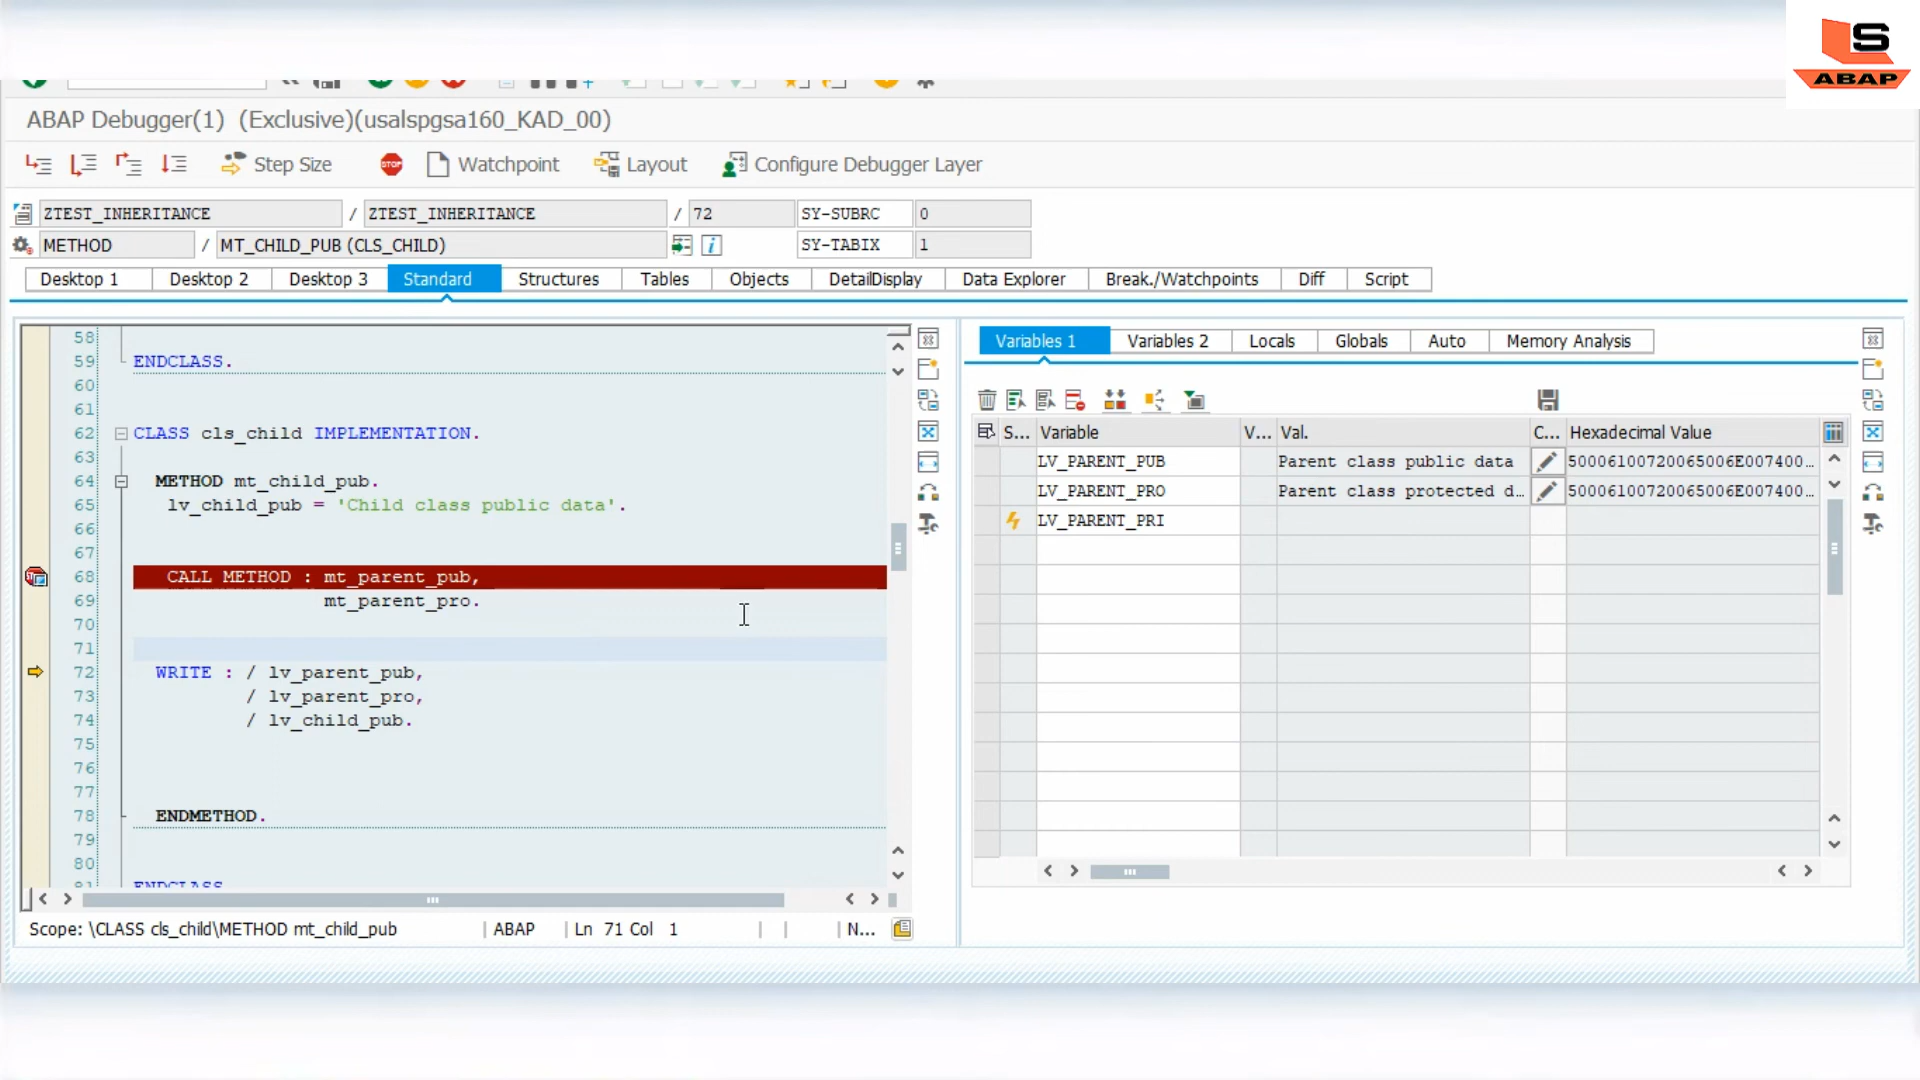 S
ABAP
ABAP Debugger(1) (Exclusive)(usalspgsa160_KAD_00)
Step Size STOP Watchpoint Layout Configure Debugger Layer
ZTEST_INHERITANCE / ZTEST_INHERITANCE / 72 SY-SUBRC 0
METHOD / MT_CHILD_PUB (CLS_CHILD) SY-TABIX 1
Desktop 1 Desktop 2 Desktop 3 Standard Structures Tables Objects DetailDisplay Data Explorer Break./Watchpoints Diff Script
58
59 ENDCLASS.
60
61
62 CLASS cls_child IMPLEMENTATION.
63
64 METHOD mt_child_pub.
65 lv_child_pub = 'Child class public data'.
66
67
68 CALL METHOD : mt_parent_pub,
69 mt_parent_pro.
70
71
72 WRITE : / lv_parent_pub,
73 / lv_parent_pro,
74 / lv_child_pub.
75
76
77
78 ENDMETHOD.
79
80
81 ENDCLASS
Scope: \CLASS cls_child\METHOD mt_child_pub ABAP Ln 71 Col 1 N...
Variables 1 Variables 2 Locals Globals Auto Memory Analysis
S... Variable V... Val. C... Hexadecimal Value
LV_PARENT_PUB Parent class public data 50006100720065006E007400...
LV_PARENT_PRO Parent class protected d... 50006100720065006E007400...
LV_PARENT_PRI